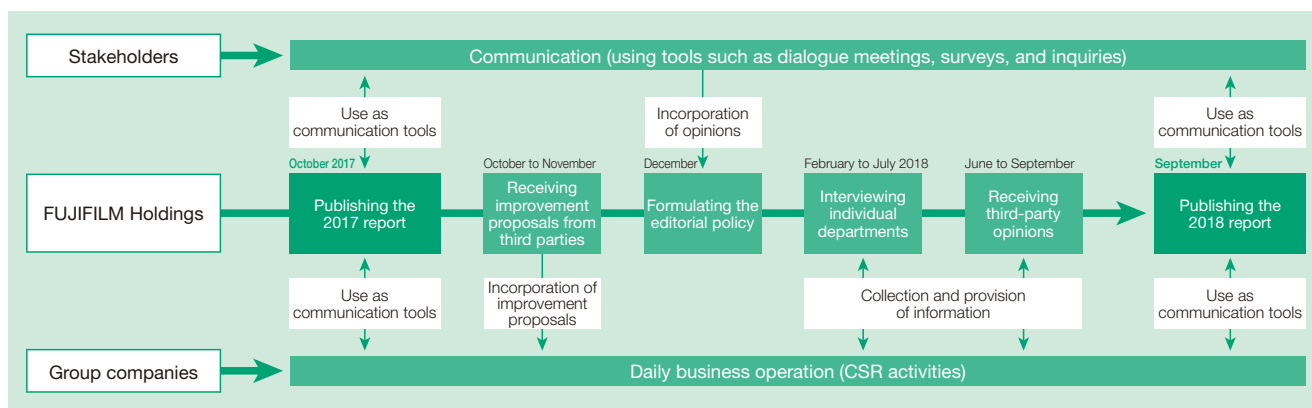 Stakeholders
Communication (using tools such as dialogue meetings, surveys, and inquiries)
Use as
communication tools
Incorporation
of opinions
Use as
communication tools
October 2017
October to November
December
February to July 2018
June to September
September
FUJIFILM Holdings
Publishing the
2017 report
Receiving
improvement
proposals from
third parties
Formulating the
editorial policy
Interviewing
individual
departments
Receiving
third-party
opinions
Publishing the
2018 report
Use as
communication tools
Incorporation of
improvement
proposals
Collection and provision
of information
Use as
communication tools
Group companies
Daily business operation (CSR activities)